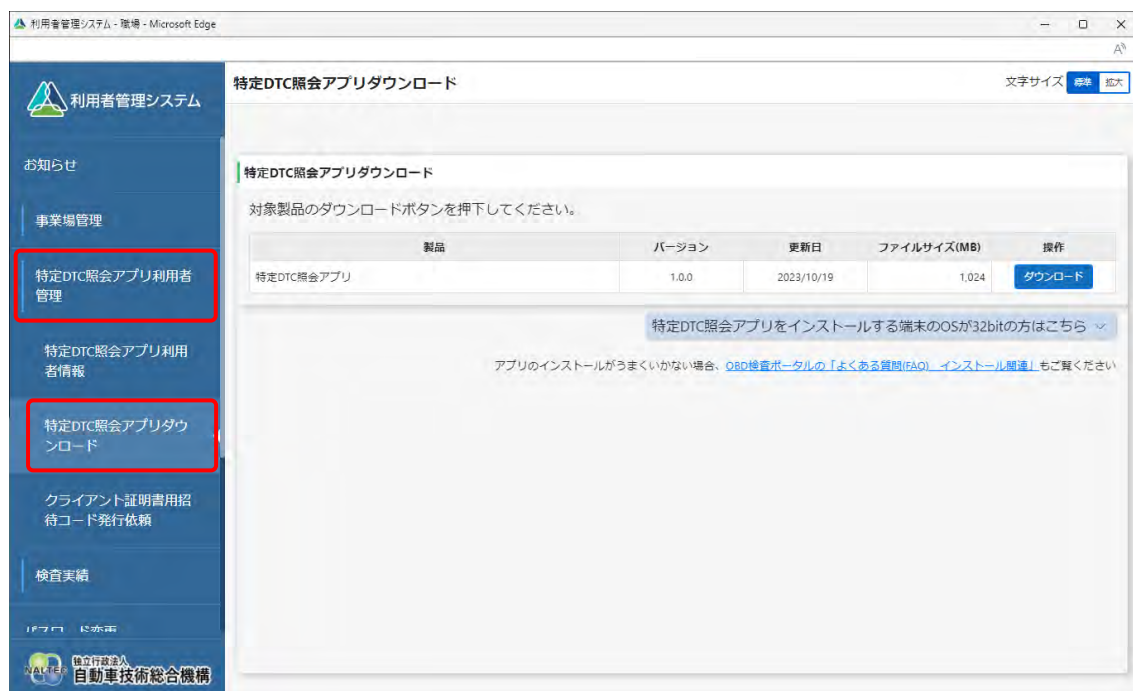 利用者管理システム - 職場 - Microsoft Edge
利用者管理システム
特定DTC照会アプリダウンロード
文字サイズ 標準 拡大
お知らせ
事業場管理
特定DTC照会アプリ利用者
管理
特定DTC照会アプリ利用
者情報
特定DTC照会アプリダウ
ンロード
クライアント証明書用招
待コード発行依頼
検査実績
パスワード変更
NALTEC 独立行政法人
自動車技術総合機構
特定DTC照会アプリダウンロード
対象製品のダウンロードボタンを押下してください。
製品 バージョン 更新日 ファイルサイズ(MB) 操作
特定DTC照会アプリ 1.0.0 2023/10/19 1,024 ダウンロード
特定DTC照会アプリをインストールする端末のOSが32bitの方はこちら
アプリのインストールがうまくいかない場合、OBD検査ポータルの「よくある質問(FAQ) インストール関連」もご覧ください